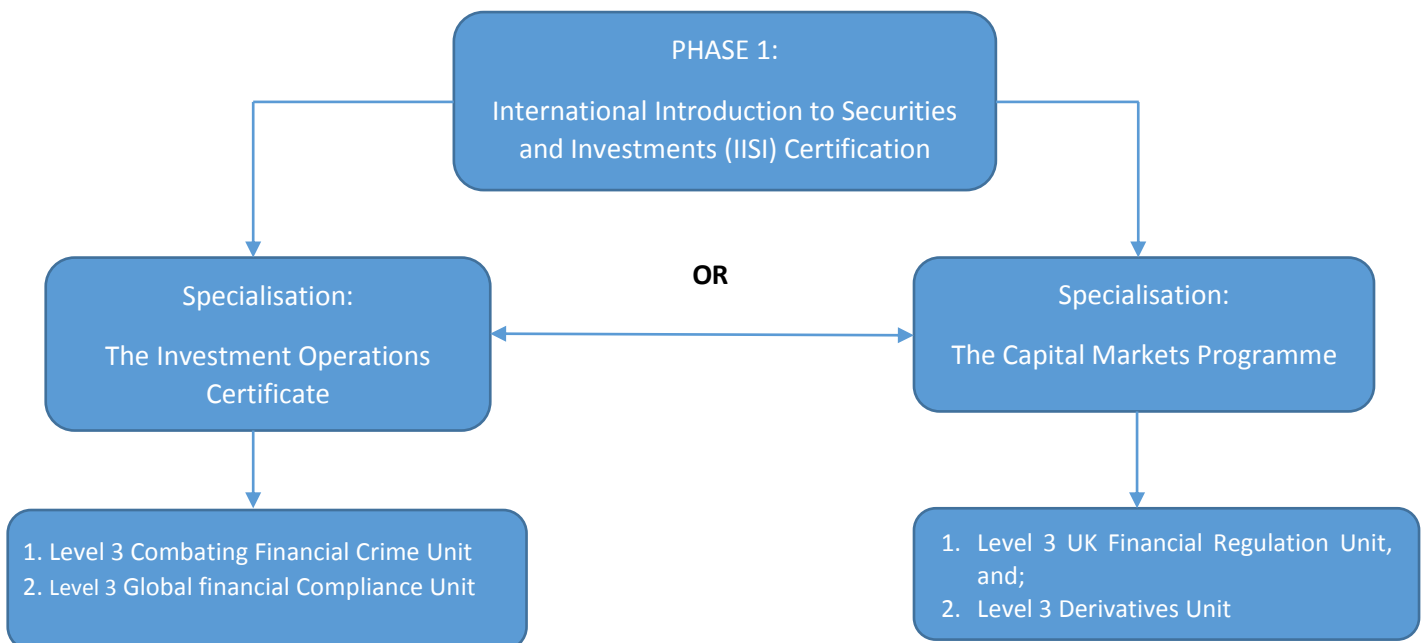 PHASE 1:
International Introduction to Securities
and Investments (IISI) Certification
OR
Specialisation:
The Investment Operations
Certificate
Specialisation:
The Capital Markets Programme
1. Level 3 Combating Financial Crime Unit
2. Level 3 Global financial Compliance Unit
1. Level 3 UK Financial Regulation Unit,
and;
2. Level 3 Derivatives Unit